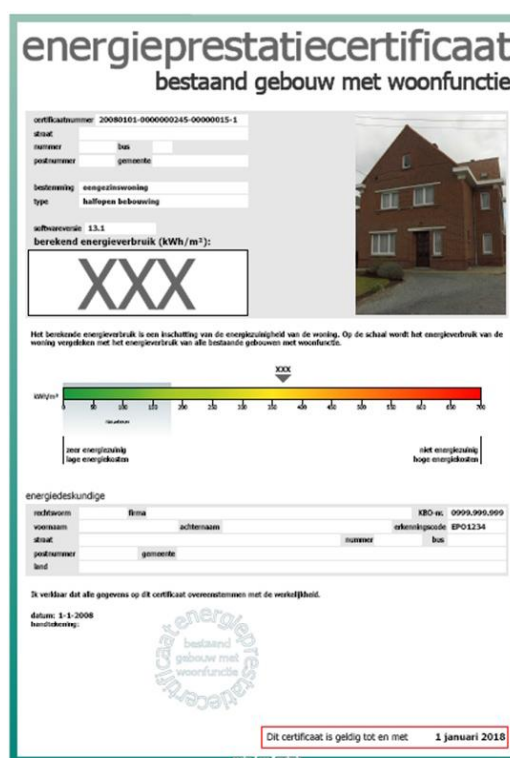 energieprestatiecertificaat
bestaand gebouw met woonfunctie
certificaatnummer 20080101-0000000245-00000015-1
straat
nummer bus
postnummer gemeente
bestemming eengezinswoning
type halfopen bebouwing
softwareversie 13.1
berekend energieverbruik (kWh/m²):
XXX
Het berekende energieverbruik is een inschatting van de energiezuinigheid van de woning. Op de schaal wordt het energieverbruik van de
woning vergeleken met het energieverbruik van alle bestaande gebouwen met woonfunctie.
XXX
kWh/m²
0 50 100 150 200 250 300 350 400 450 500 550 600 650 700
zeer energiezuinig niet energiezuinig
lage energiekosten hoge energiekosten
energiedeskundige
rechtsvorm firma KBO-nr. 0999.999.999
voornaam achternaam erkenningscode EPO1234
straat nummer bus
postnummer gemeente
land
Ik verklaar dat alle gegevens op dit certificaat overeenstemmen met de werkelijkheid.
datum: 1-1-2008
handtekening:
energieprestatiecertificaat
bestaand
gebouw met
woonfunctie
Dit certificaat is geldig tot en met 1 januari 2018